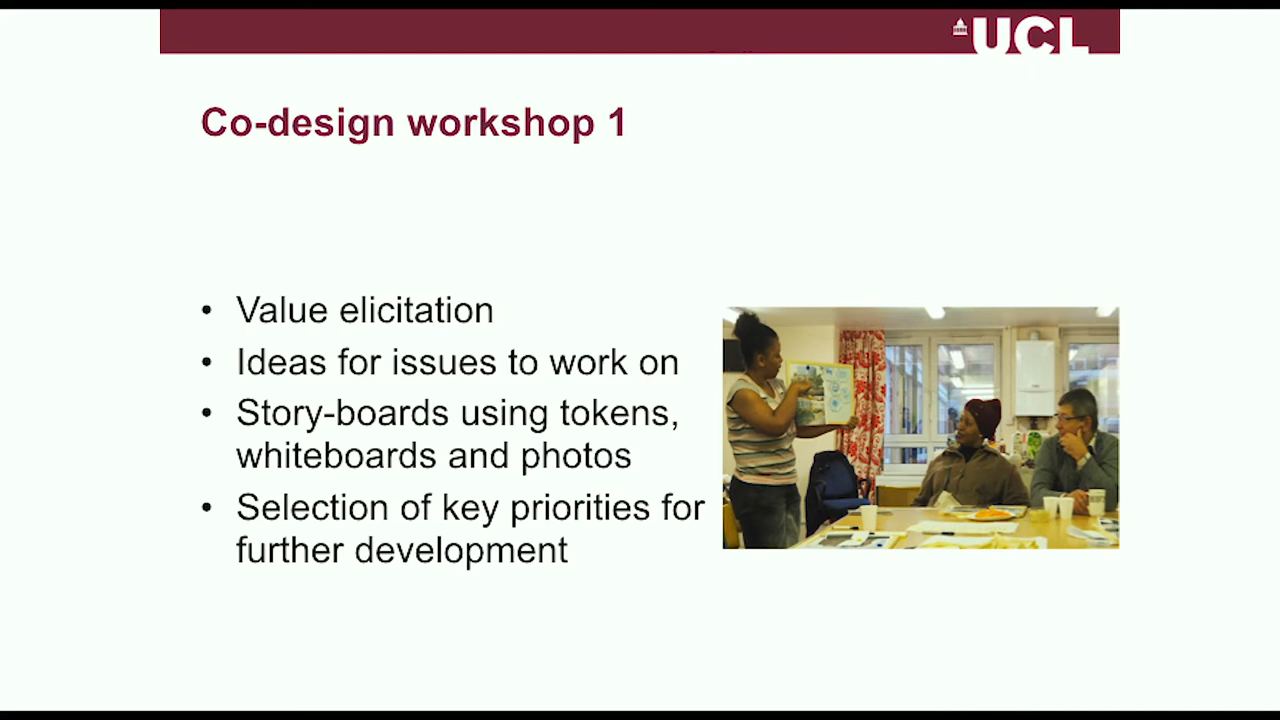 UCL
Co-design workshop 1
• Value elicitation
• Ideas for issues to work on
• Story-boards using tokens,
whiteboards and photos
• Selection of key priorities for
further development